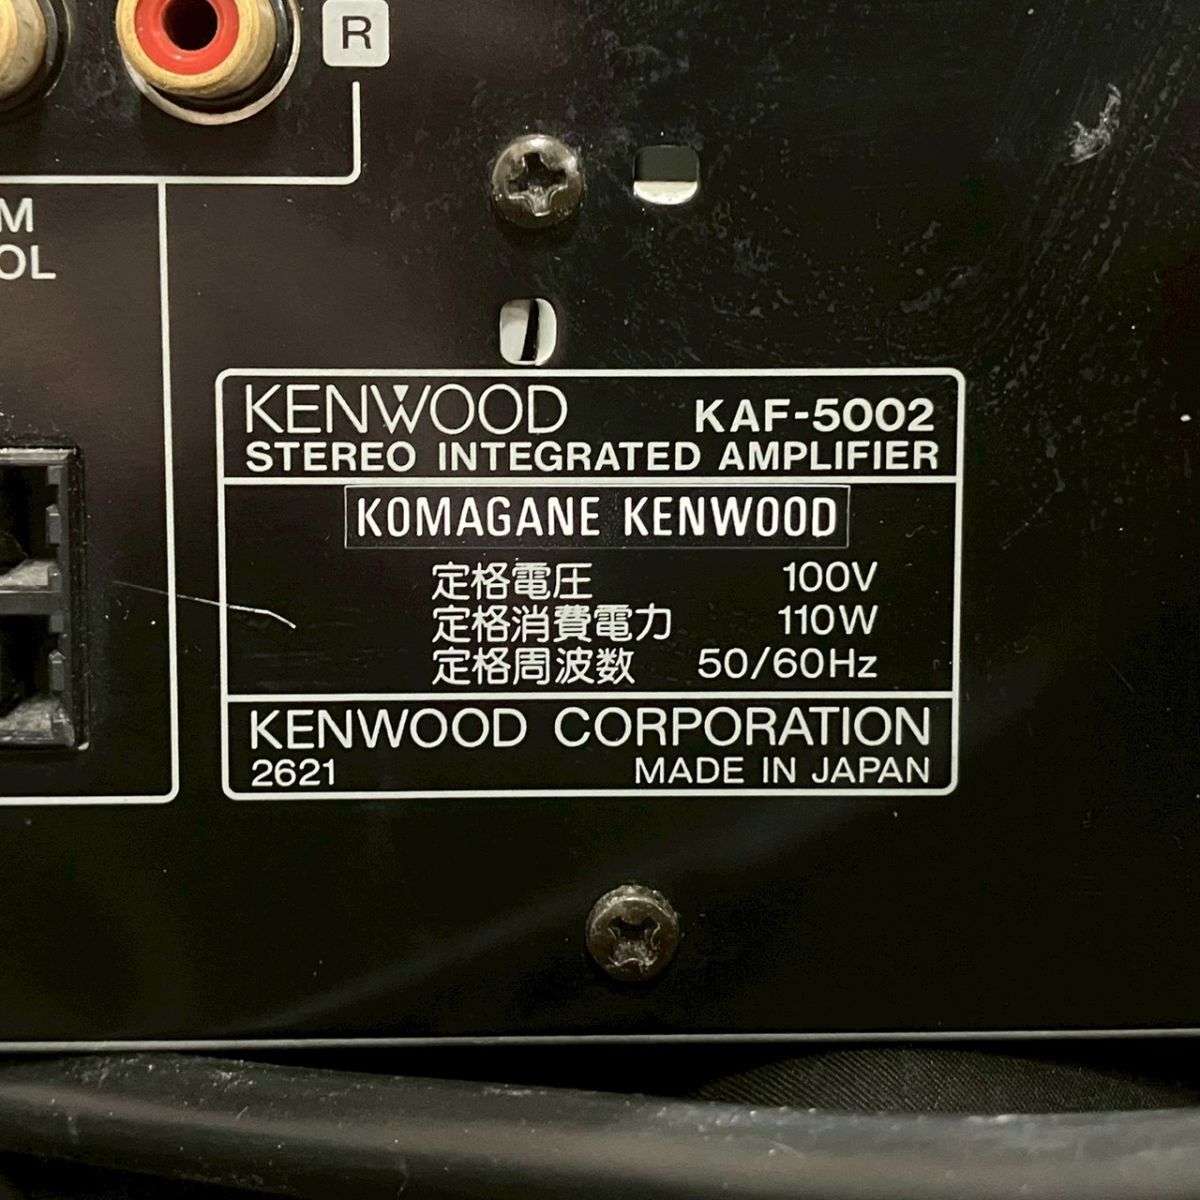 R
M
OL
KENWOOD KAF-5002
STEREO INTEGRATED AMPLIFIER
KOMAGANE KENWOOD
定格電圧 100V
定格消費電力 110W
定格周波数 50/60Hz
KENWOOD CORPORATION
2621 MADE IN JAPAN